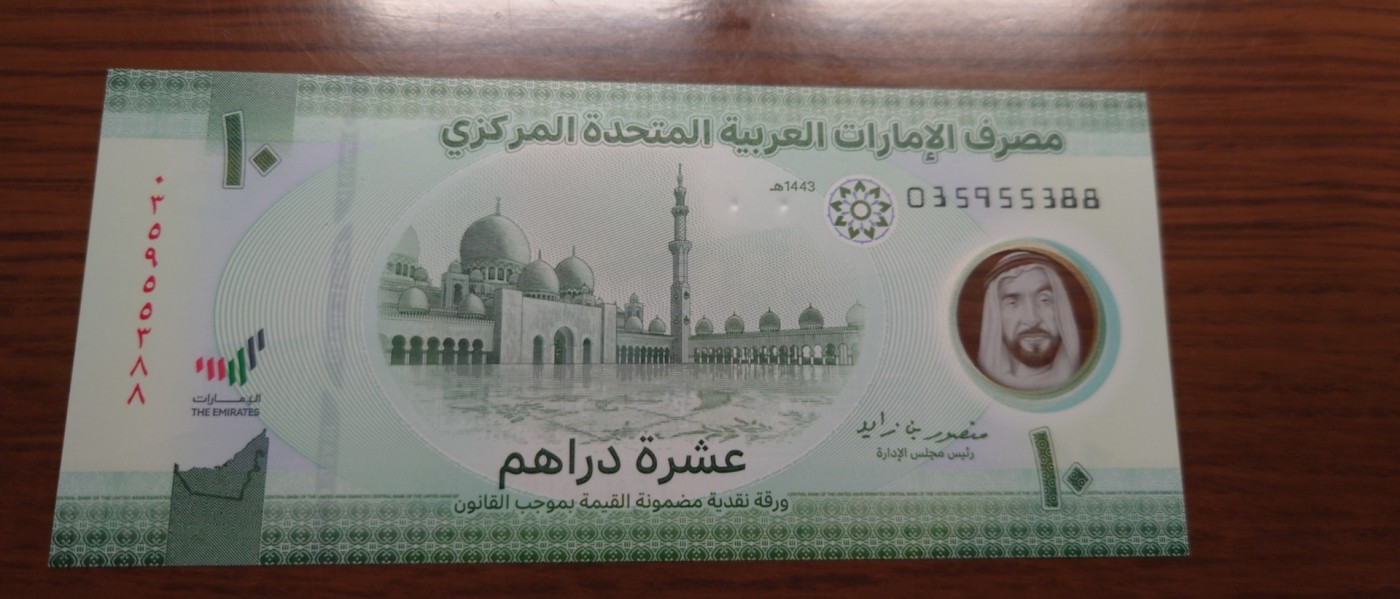 مصرف الإمارات العربية المتحدة المركزي
١٠
1443هـ
035955388
٠٣٥٩٥٥٣٨٨
الإمارات
THE EMIRATES
منصور بن زايد
رئيس مجلس الإدارة
عشرة دراهم
ورقة نقدية مضمونة القيمة بموجب القانون
١٠